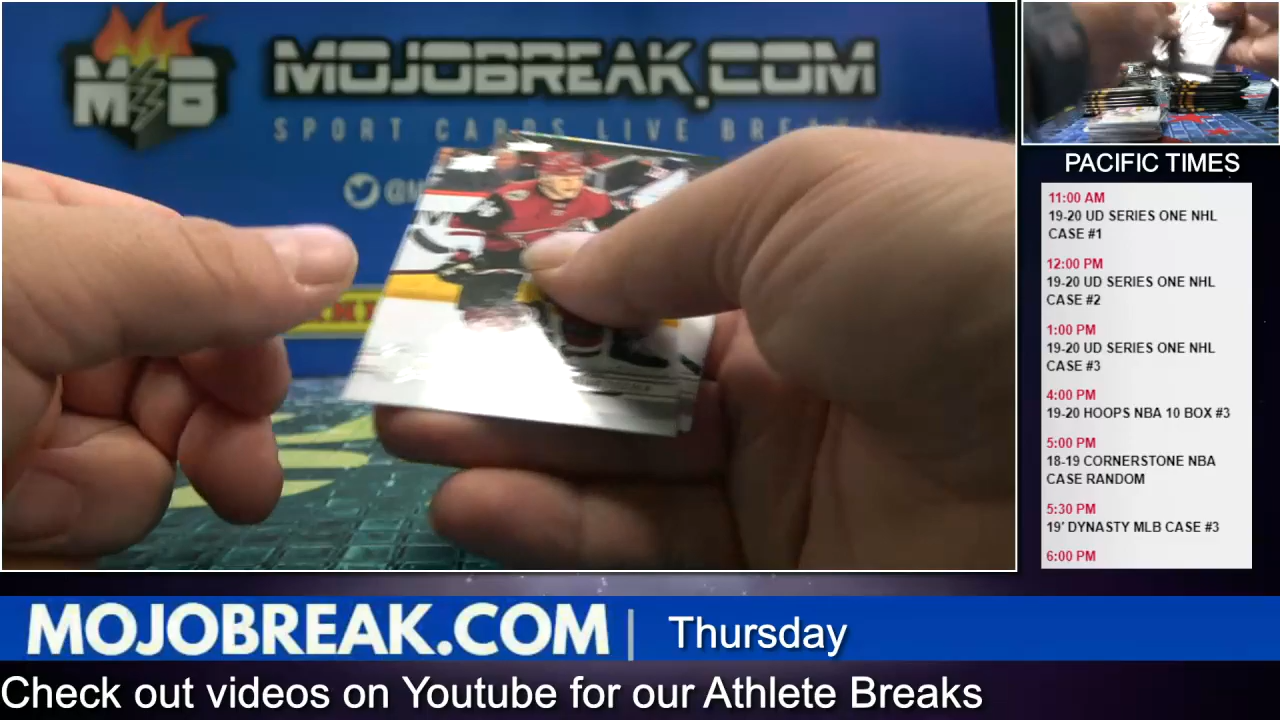 MOJOBREAK.COM
M B
SPORT CARDS LIVE BREAKS
PACIFIC TIMES
11:00 AM
19-20 UD SERIES ONE NHL
CASE #1
12:00 PM
19-20 UD SERIES ONE NHL
CASE #2
1:00 PM
19-20 UD SERIES ONE NHL
CASE #3
4:00 PM
19-20 HOOPS NBA 10 BOX #3
5:00 PM
18-19 CORNERSTONE NBA
CASE RANDOM
5:30 PM
19' DYNASTY MLB CASE #3
6:00 PM
MOJOBREAK.COM | Thursday
Check out videos on Youtube for our Athlete Breaks